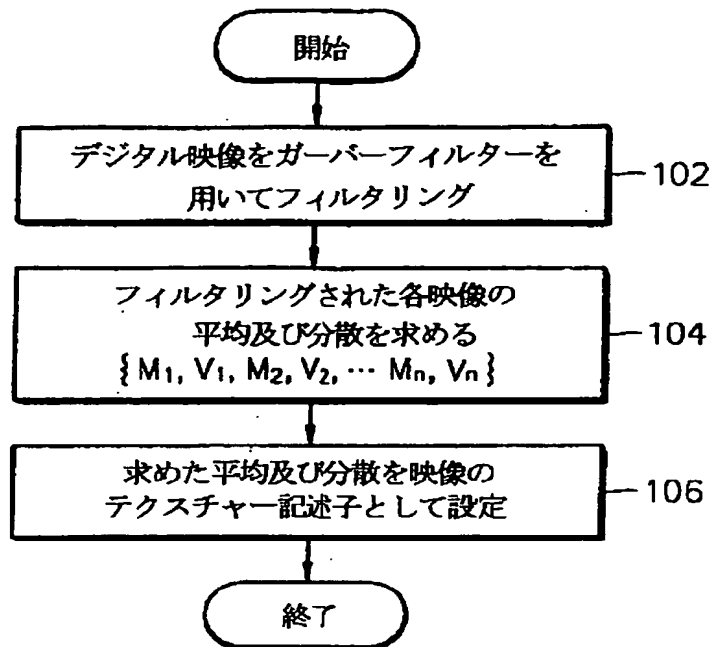 開始
デジタル映像をガーバーフィルターを
用いてフィルタリング
102
フィルタリングされた各映像の
平均及び分散を求める
{ M1, V1, M2, V2, ··· Mn, Vn }
104
求めた平均及び分散を映像の
テクスチャー記述子として設定
106
終了